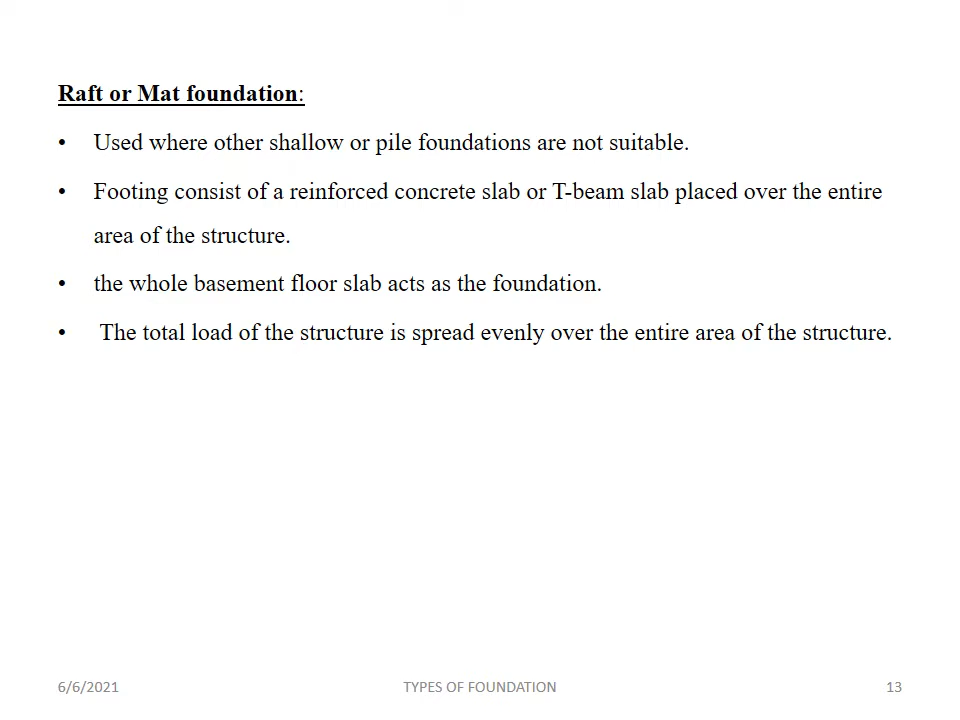 Raft or Mat foundation:
• Used where other shallow or pile foundations are not suitable.
• Footing consist of a reinforced concrete slab or T-beam slab placed over the entire
area of the structure.
• the whole basement floor slab acts as the foundation.
• The total load of the structure is spread evenly over the entire area of the structure.
6/6/2021
TYPES OF FOUNDATION
13